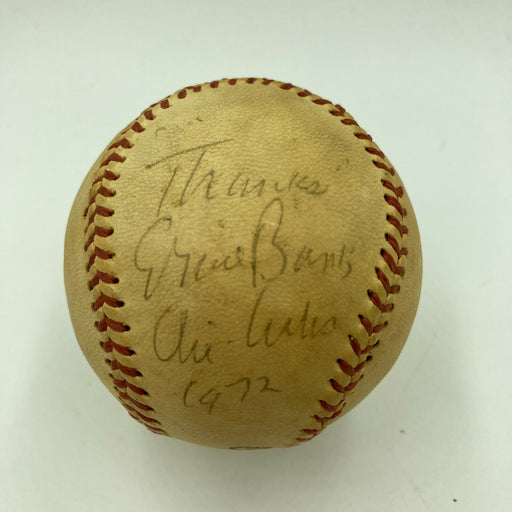 "Thanks"
Ernie Banks
Chi. Cubs
1972